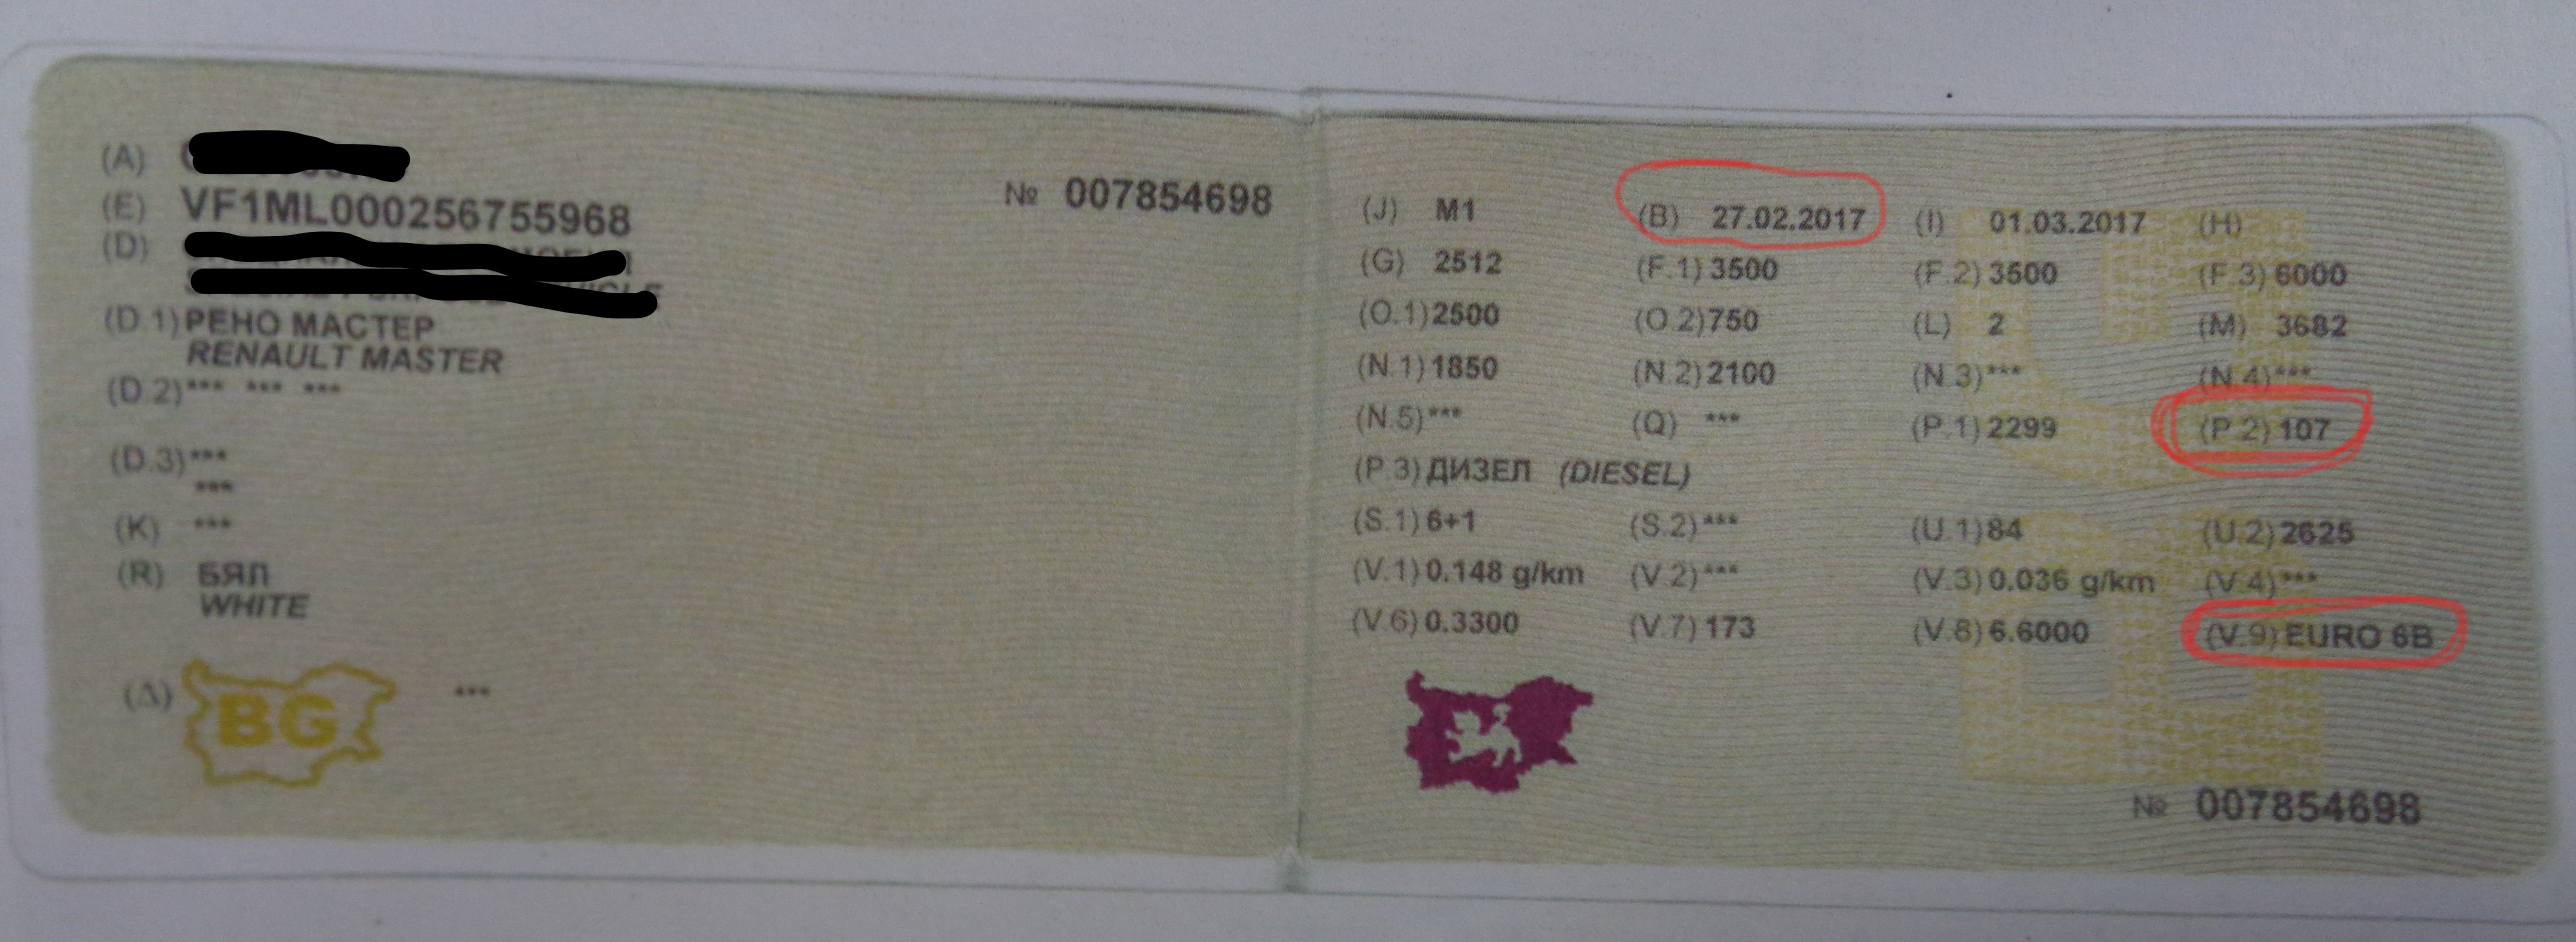 (A)
(E) VF1ML000256755968
№ 007854698
(D)
(D.1) РЕНО МАСТЕР
RENAULT MASTER
(D.2) *** *** ***
(D.3) ***
***
(K) ***
(R) БЯЛ
WHITE
(Δ) BG ***
(J) M1 (B) 27.02.2017 (I) 01.03.2017 (H)
(G) 2512 (F.1) 3500 (F.2) 3500 (F.3) 6000
(O.1) 2500 (O.2) 750 (L) 2 (M) 3682
(N.1) 1850 (N.2) 2100 (N.3) *** (N.4) ***
(N.5) *** (Q) *** (P.1) 2299 (P.2) 107
(P.3) ДИЗЕЛ (DIESEL)
(S.1) 6+1 (S.2) *** (U.1) 84 (U.2) 2625
(V.1) 0.148 g/km (V.2) *** (V.3) 0.036 g/km (V.4) ***
(V.6) 0.3300 (V.7) 173 (V.8) 6.6000 (V.9) EURO 6B
№ 007854698